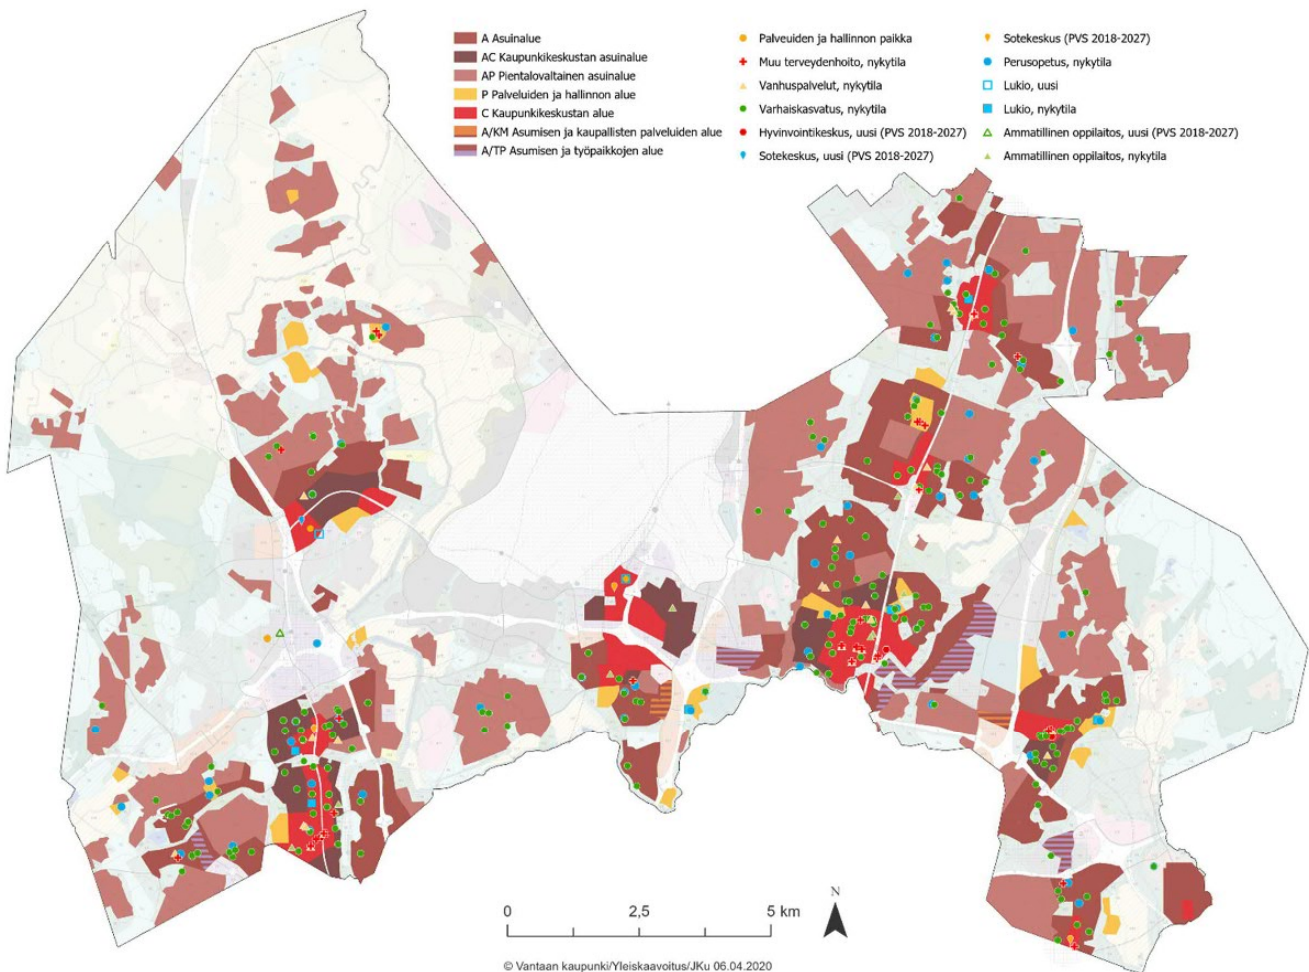 A Asuinalue
AC Kaupunkikeskustan asuinalue
AP Pientalovaltainen asuinalue
P Palveluiden ja hallinnon alue
C Kaupunkikeskustan alue
A/KM Asumisen ja kaupallisten palveluiden alue
A/TP Asumisen ja työpaikkojen alue
Palveuiden ja hallinnon paikka
Muu terveydenhoito, nykytila
Vanhuspalvelut, nykytila
Varhaiskasvatus, nykytila
Hyvinvointikeskus, uusi (PVS 2018-2027)
Sotekeskus, uusi (PVS 2018-2027)
Sotekeskus (PVS 2018-2027)
Perusopetus, nykytila
Lukio, uusi
Lukio, nykytila
Ammatillinen oppilaitos, uusi (PVS 2018-2027)
Ammatillinen oppilaitos, nykytila
0 2,5 5 km
N
© Vantaan kaupunki/Yleiskaavoitus/JKu 06.04.2020